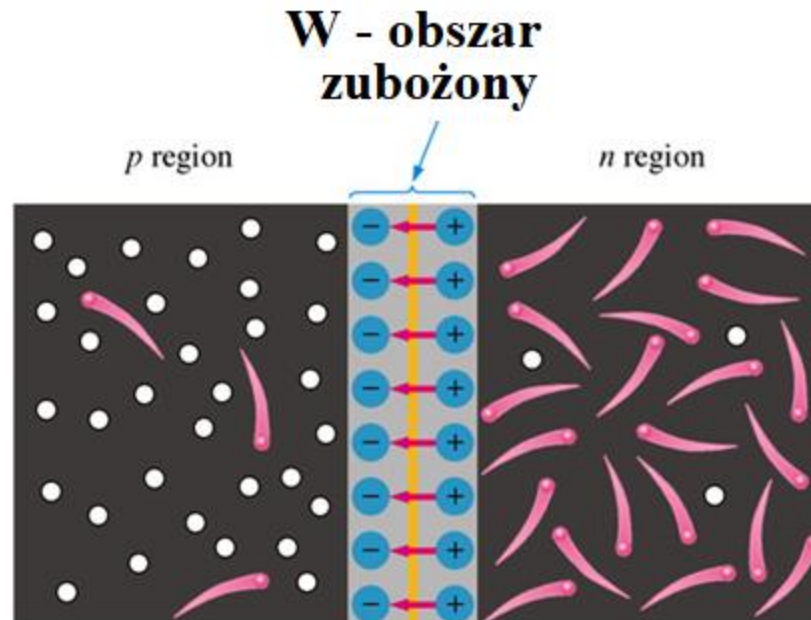 W - obszar
zubożony
p region
n region
− +
− +
− +
− +
− +
− +
− +
− +